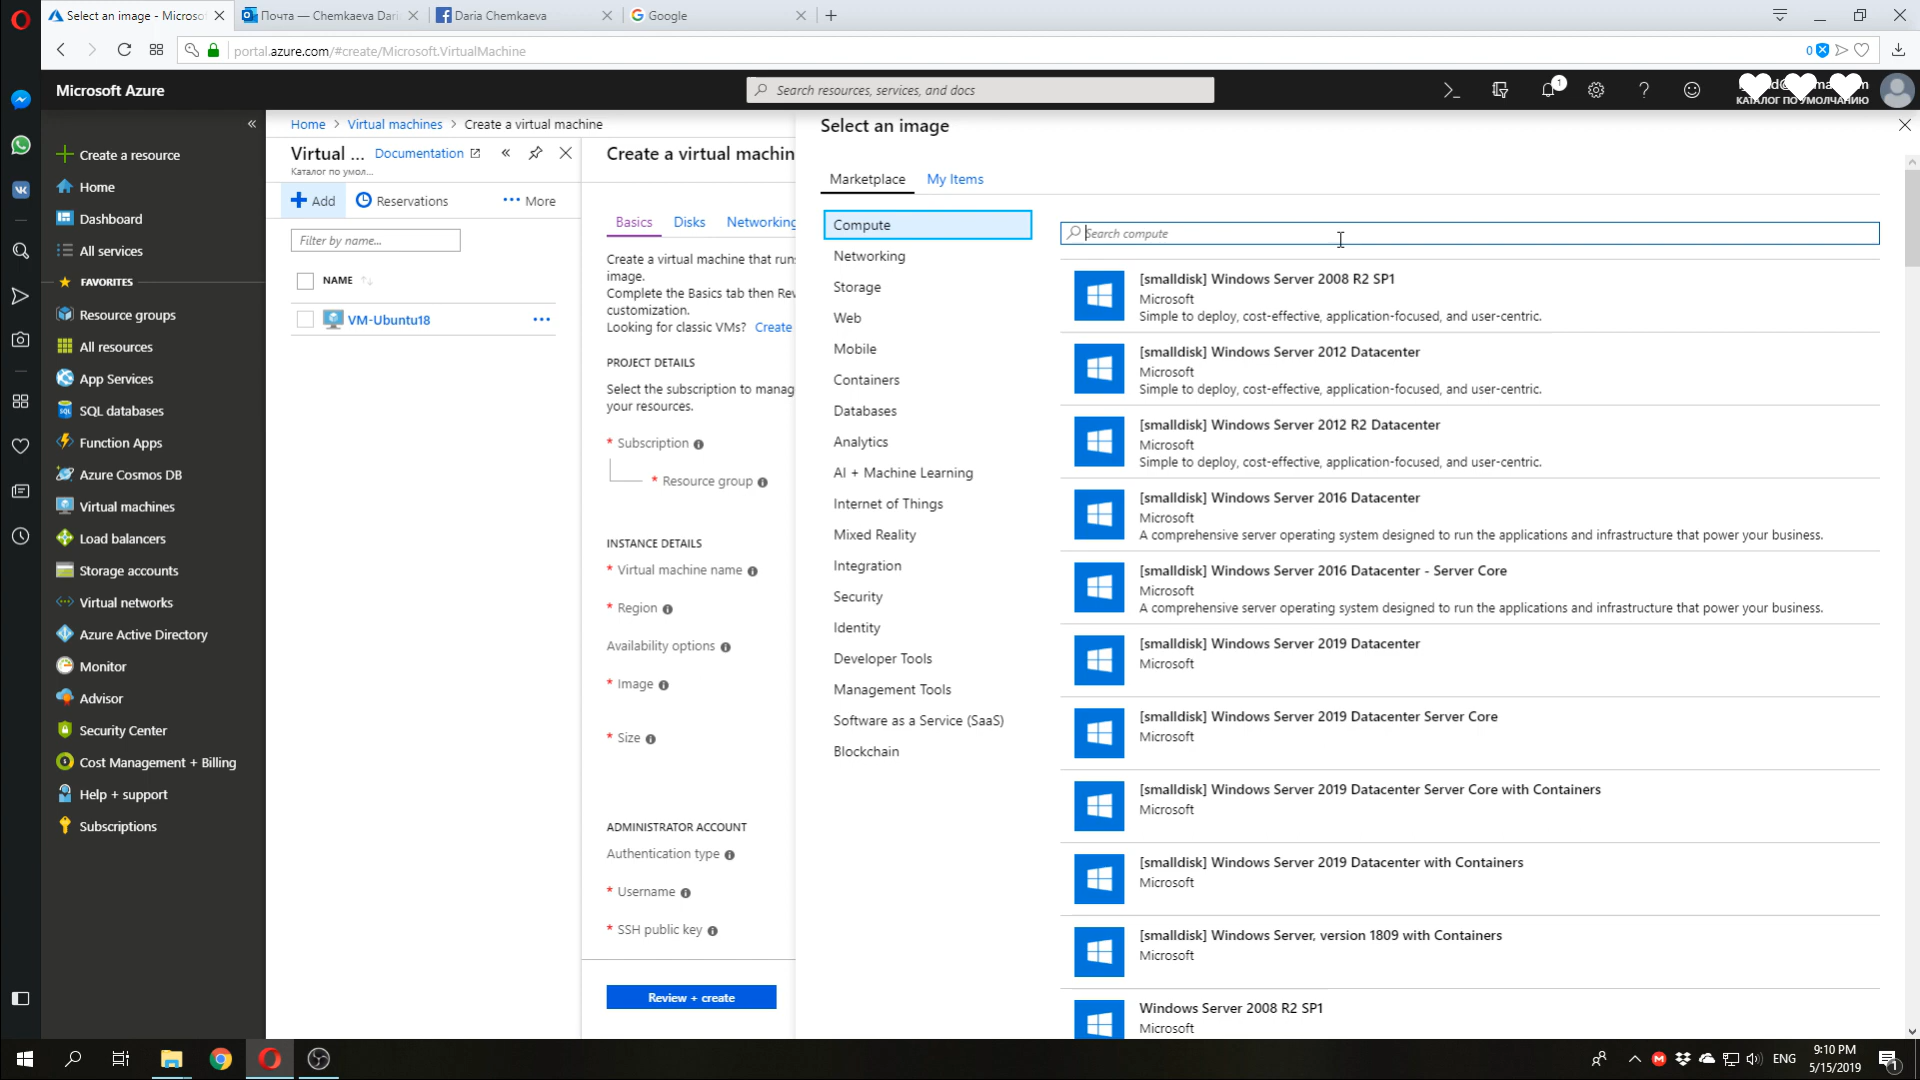 Select an image - Microsof
Почта — Chemkaeva Dari
Daria Chemkaeva
Google
portal.azure.com/#create/Microsoft.VirtualMachine
0
Microsoft Azure
Search resources, services, and docs
1
КАТАЛОГ ПО УМОЛЧАНИЮ
Create a resource
Home
Dashboard
All services
FAVORITES
Resource groups
All resources
App Services
SQL databases
Function Apps
Azure Cosmos DB
Virtual machines
Load balancers
Storage accounts
Virtual networks
Azure Active Directory
Monitor
Advisor
Security Center
Cost Management + Billing
Help + support
Subscriptions
Home > Virtual machines > Create a virtual machine
Virtual ...
Documentation
Каталог по умол...
Add
Reservations
More
Filter by name...
NAME
VM-Ubuntu18
Create a virtual machin
Basics
Disks
Networking
Create a virtual machine that run
image.
Complete the Basics tab then Rev
customization.
Looking for classic VMs? Create
PROJECT DETAILS
Select the subscription to manag
your resources.
* Subscription
* Resource group
INSTANCE DETAILS
* Virtual machine name
* Region
Availability options
* Image
* Size
ADMINISTRATOR ACCOUNT
Authentication type
* Username
* SSH public key
Review + create
Select an image
Marketplace
My Items
Compute
Networking
Storage
Web
Mobile
Containers
Databases
Analytics
AI + Machine Learning
Internet of Things
Mixed Reality
Integration
Security
Identity
Developer Tools
Management Tools
Software as a Service (SaaS)
Blockchain
Search compute
[smalldisk] Windows Server 2008 R2 SP1
Microsoft
Simple to deploy, cost-effective, application-focused, and user-centric.
[smalldisk] Windows Server 2012 Datacenter
Microsoft
Simple to deploy, cost-effective, application-focused, and user-centric.
[smalldisk] Windows Server 2012 R2 Datacenter
Microsoft
Simple to deploy, cost-effective, application-focused, and user-centric.
[smalldisk] Windows Server 2016 Datacenter
Microsoft
A comprehensive server operating system designed to run the applications and infrastructure that power your business.
[smalldisk] Windows Server 2016 Datacenter - Server Core
Microsoft
A comprehensive server operating system designed to run the applications and infrastructure that power your business.
[smalldisk] Windows Server 2019 Datacenter
Microsoft
[smalldisk] Windows Server 2019 Datacenter Server Core
Microsoft
[smalldisk] Windows Server 2019 Datacenter Server Core with Containers
Microsoft
[smalldisk] Windows Server 2019 Datacenter with Containers
Microsoft
[smalldisk] Windows Server, version 1809 with Containers
Microsoft
Windows Server 2008 R2 SP1
Microsoft
ENG
9:10 PM
5/15/2019
1